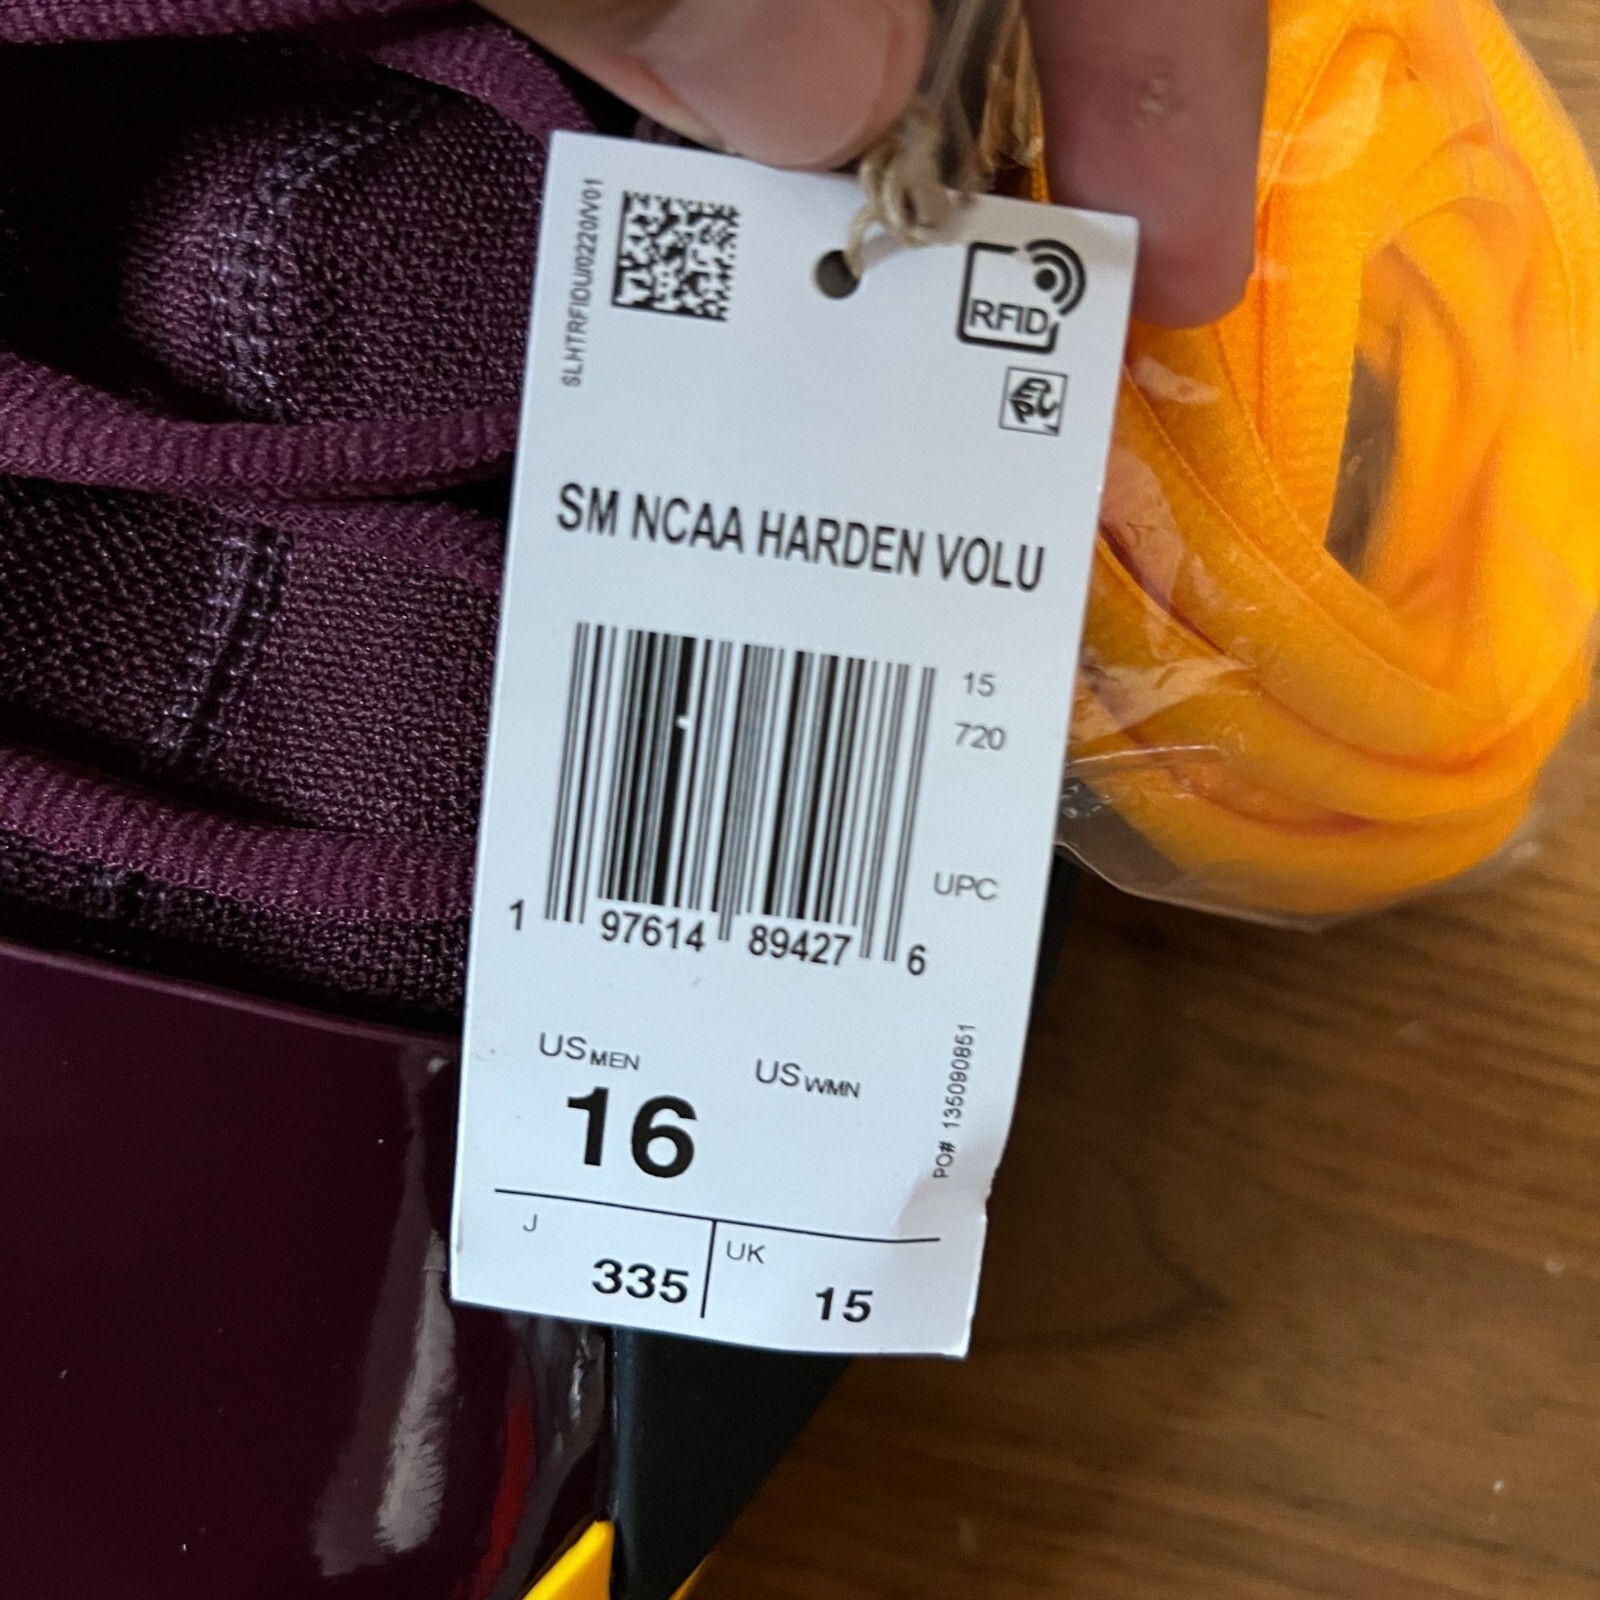 SLHTRFIDU/0220/V01
RFID
EPC
SM NCAA HARDEN VOLU
15
720
UPC
1 97614 89427 6
US MEN
16
US WMN
PO# 135090851
J
335
UK
15